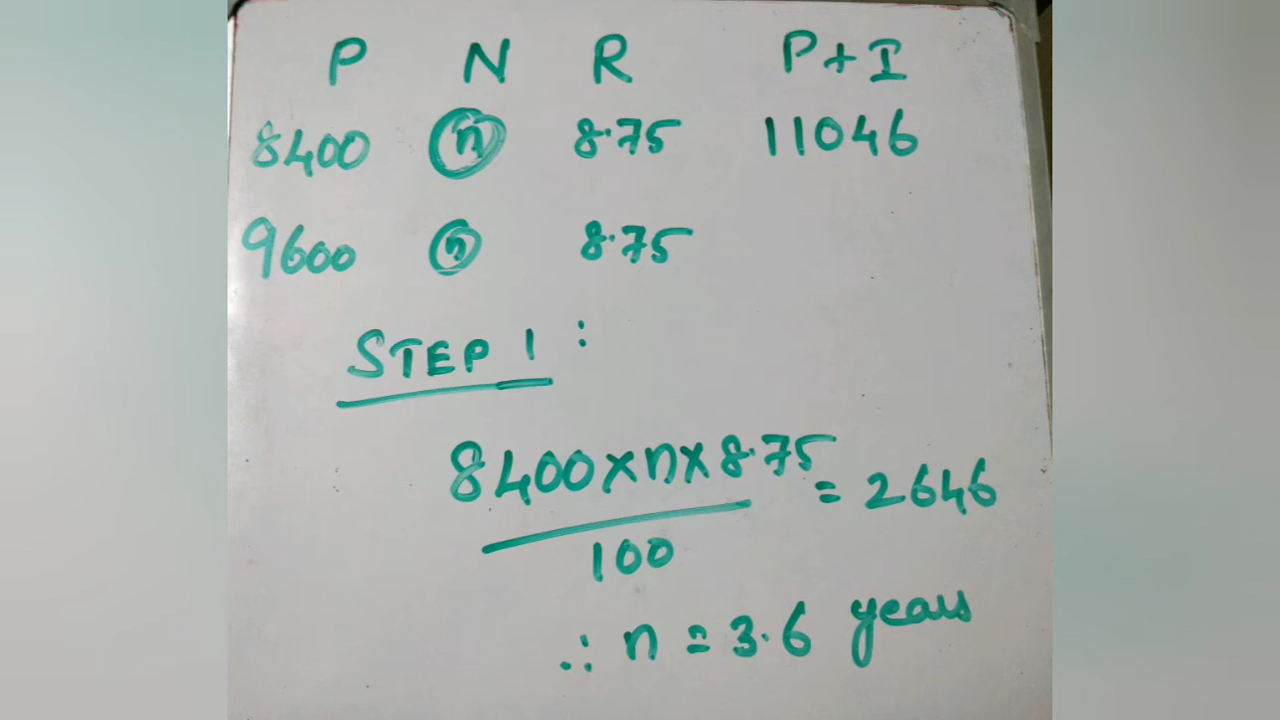 P N R P+I
8400 n 8.75 11046
9600 n 8.75
STEP 1 :
8400×n×8.75 = 2646
100
∴ n = 3.6 years